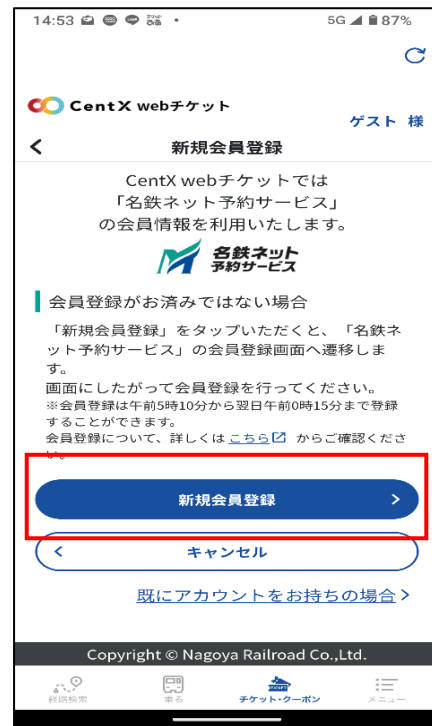 14:53
5G 87%
CentX webチケット
ゲスト 様
新規会員登録
CentX webチケットでは
「名鉄ネット予約サービス」
の会員情報を利用いたします。
名鉄ネット
予約サービス
会員登録がお済みではない場合
「新規会員登録」をタップいただくと、「名鉄ネ
ット予約サービス」の会員登録画面へ遷移しま
す。
画面にしたがって会員登録を行ってください。
※会員登録は午前5時10分から翌日午前0時15分まで登録
することができます。
会員登録について、詳しくは こちら からご確認くださ
い。
新規会員登録
キャンセル
既にアカウントをお持ちの場合
Copyright © Nagoya Railroad Co.,Ltd.
経路検索 乗る チケット・クーポン メニュー